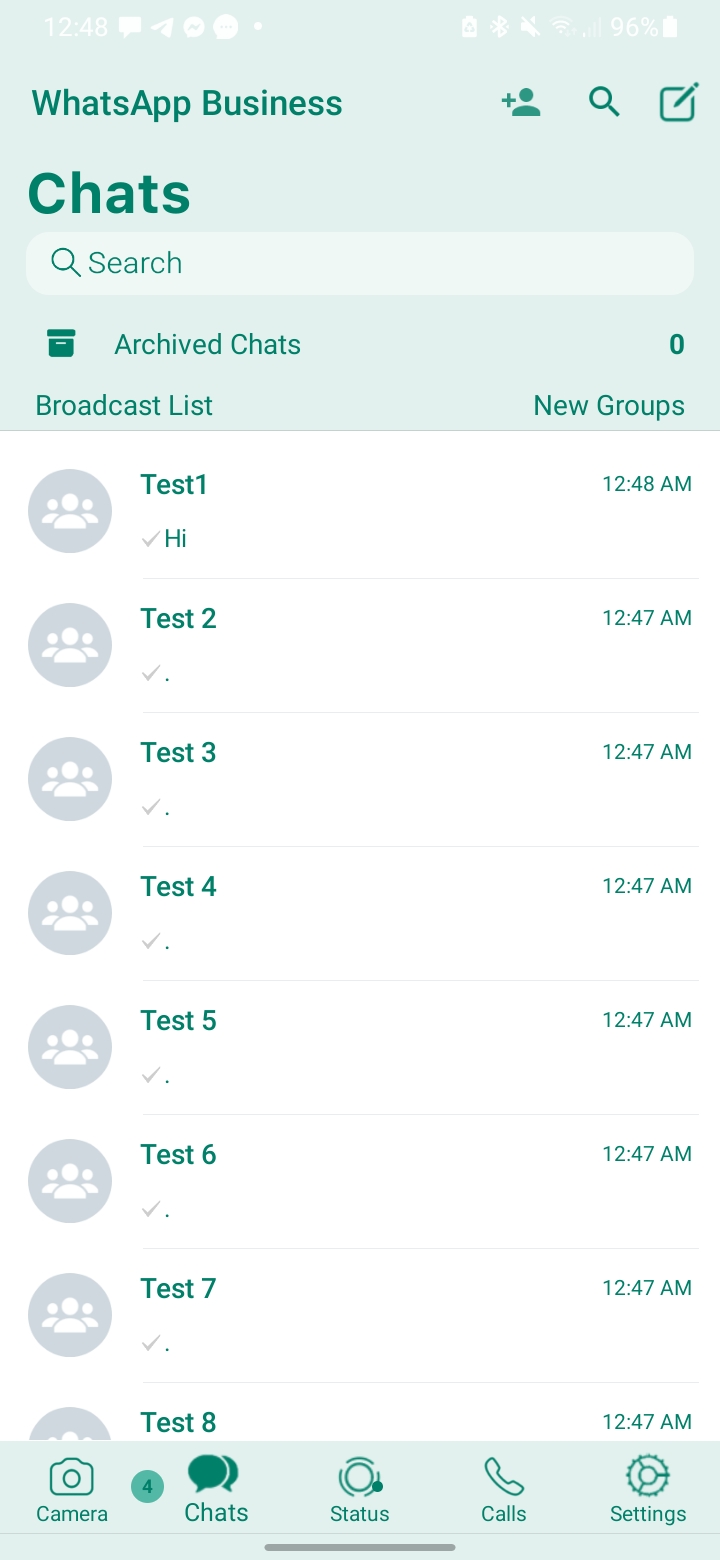 12:48 96%
WhatsApp Business
Chats
Search
Archived Chats 0
Broadcast List New Groups
Test1 12:48 AM
Hi
Test 2 12:47 AM
.
Test 3 12:47 AM
.
Test 4 12:47 AM
.
Test 5 12:47 AM
.
Test 6 12:47 AM
.
Test 7 12:47 AM
.
Test 8 12:47 AM
4
Camera Chats Status Calls Settings